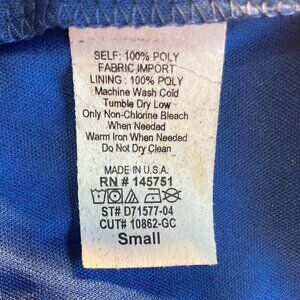 SELF: 100% POLY
FABRIC IMPORT
LINING : 100% POLY
Machine Wash Cold
Tumble Dry Low
Only Non-Chlorine Bleach
When Needed
Warm Iron When Needed
Do Not Dry Clean
MADE IN U.S.A.
RN # 145751
ST# D71577-04
CUT# 10862-GC
Small